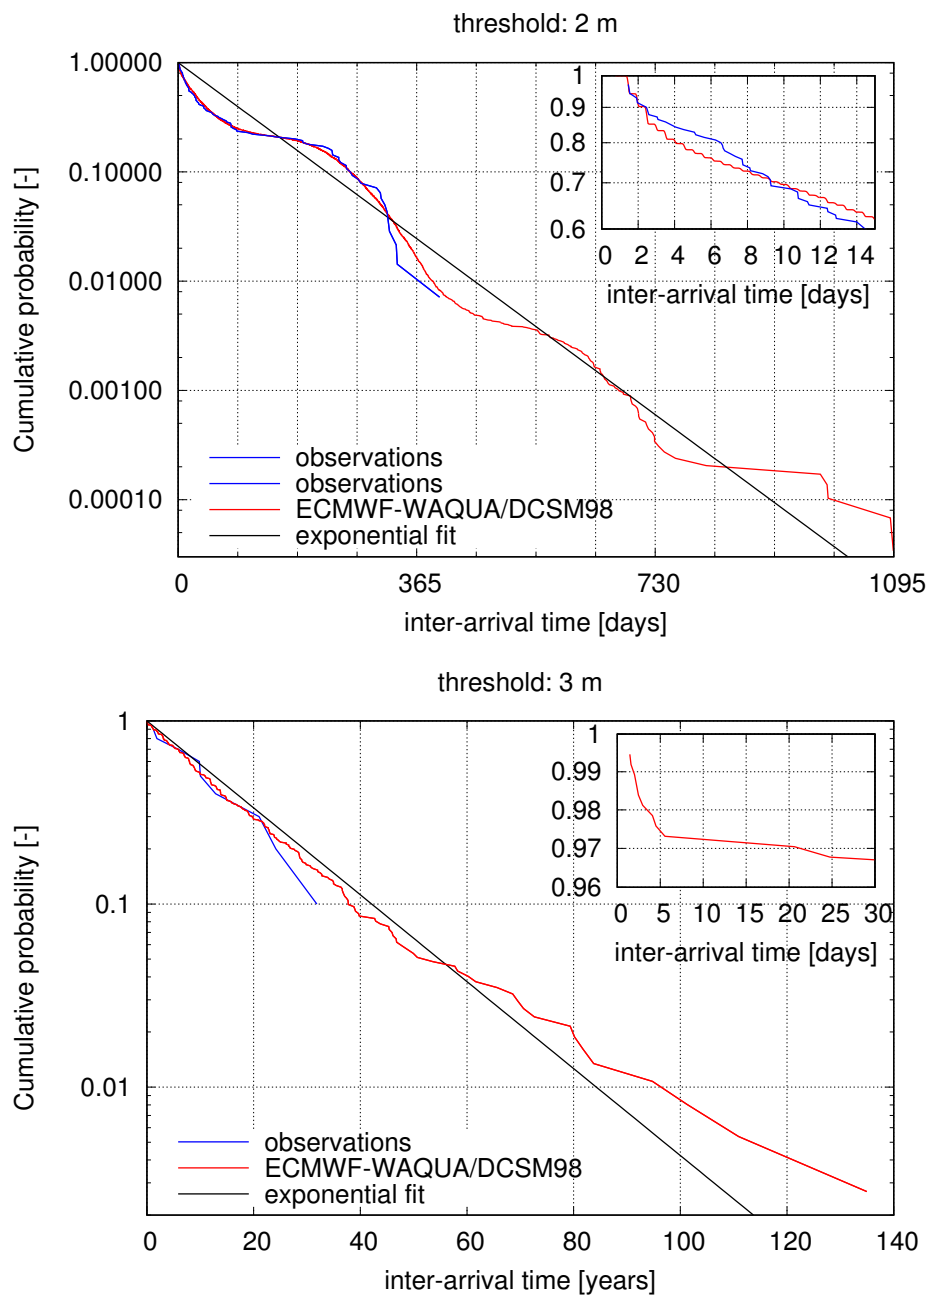 threshold: 2 m
Cumulative probability [-]
1.00000
0.10000
0.01000
0.00100
0.00010
0 365 730 1095
inter-arrival time [days]
observations
observations
ECMWF-WAQUA/DCSM98
exponential fit
1
0.9
0.8
0.7
0.6
0 2 4 6 8 10 12 14
inter-arrival time [days]
threshold: 3 m
Cumulative probability [-]
1
0.1
0.01
0 20 40 60 80 100 120 140
inter-arrival time [years]
observations
ECMWF-WAQUA/DCSM98
exponential fit
1
0.99
0.98
0.97
0.96
0 5 10 15 20 25 30
inter-arrival time [days]